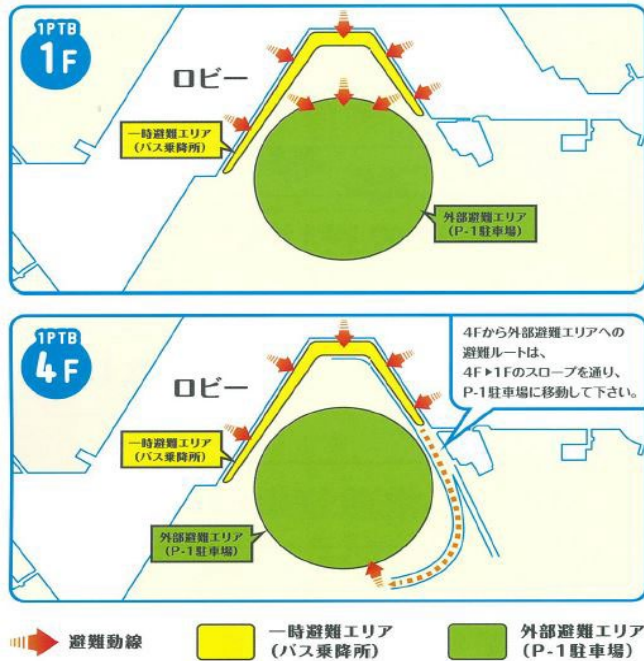 1PTB
1F
ロビー
一時避難エリア
(バス乗降所)
外部避難エリア
(P-1駐車場)
1PTB
4F
ロビー
4Fから外部避難エリアへの
避難ルートは、
4F▶1Fのスロープを通り、
P-1駐車場に移動して下さい。
一時避難エリア
(バス乗降所)
外部避難エリア
(P-1駐車場)
避難動線
一時避難エリア
(バス乗降所)
外部避難エリア
(P-1駐車場)